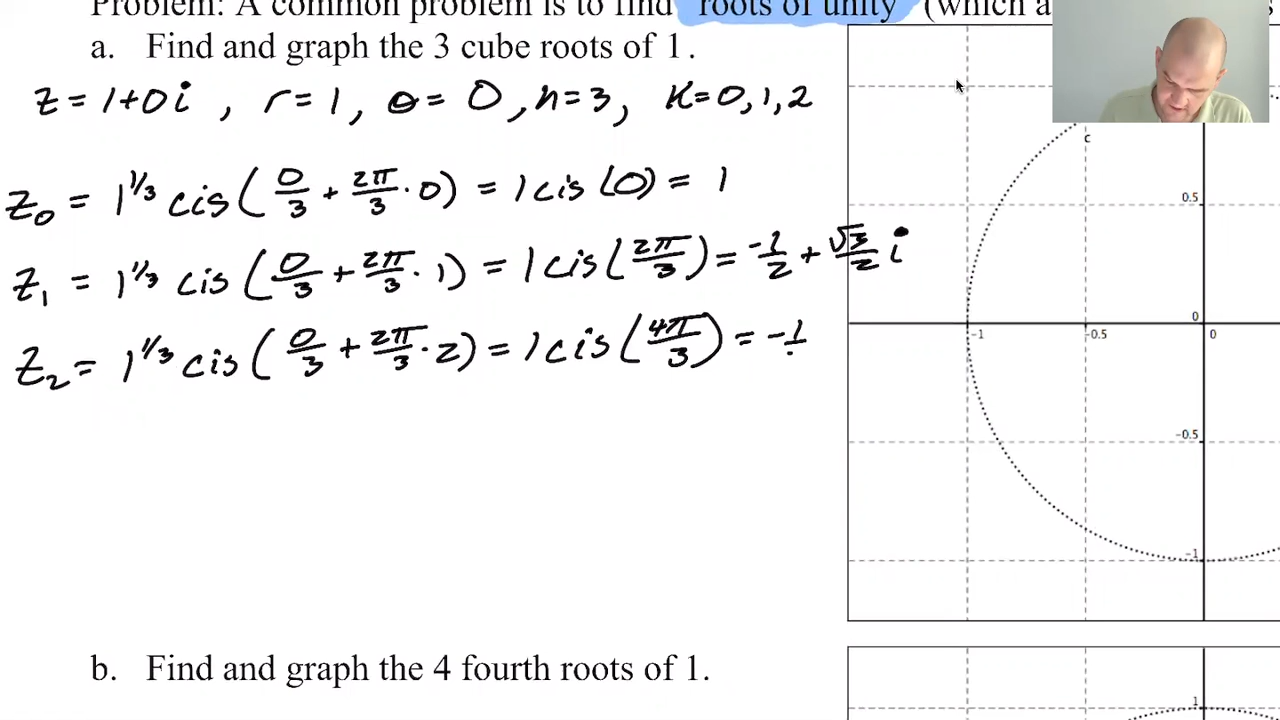 Problem: A common problem is to find "roots of unity" (which a
a. Find and graph the 3 cube roots of 1.
z = 1+0i , r = 1, θ = 0, n=3, K=0,1,2
z₀ = 1^(1/3) cis( 0/3 + 2π/3 · 0) = 1 cis (0) = 1
z₁ = 1^(1/3) cis ( 0/3 + 2π/3 · 1) = 1 cis ( 2π/3 ) = -1/2 + √3/2 i
z₂ = 1^(1/3) cis ( 0/3 + 2π/3 · 2) = 1 cis ( 4π/3 ) = -1
c
0.5
0
-1
-0.5
0
-0.5
-1
b. Find and graph the 4 fourth roots of 1.
1